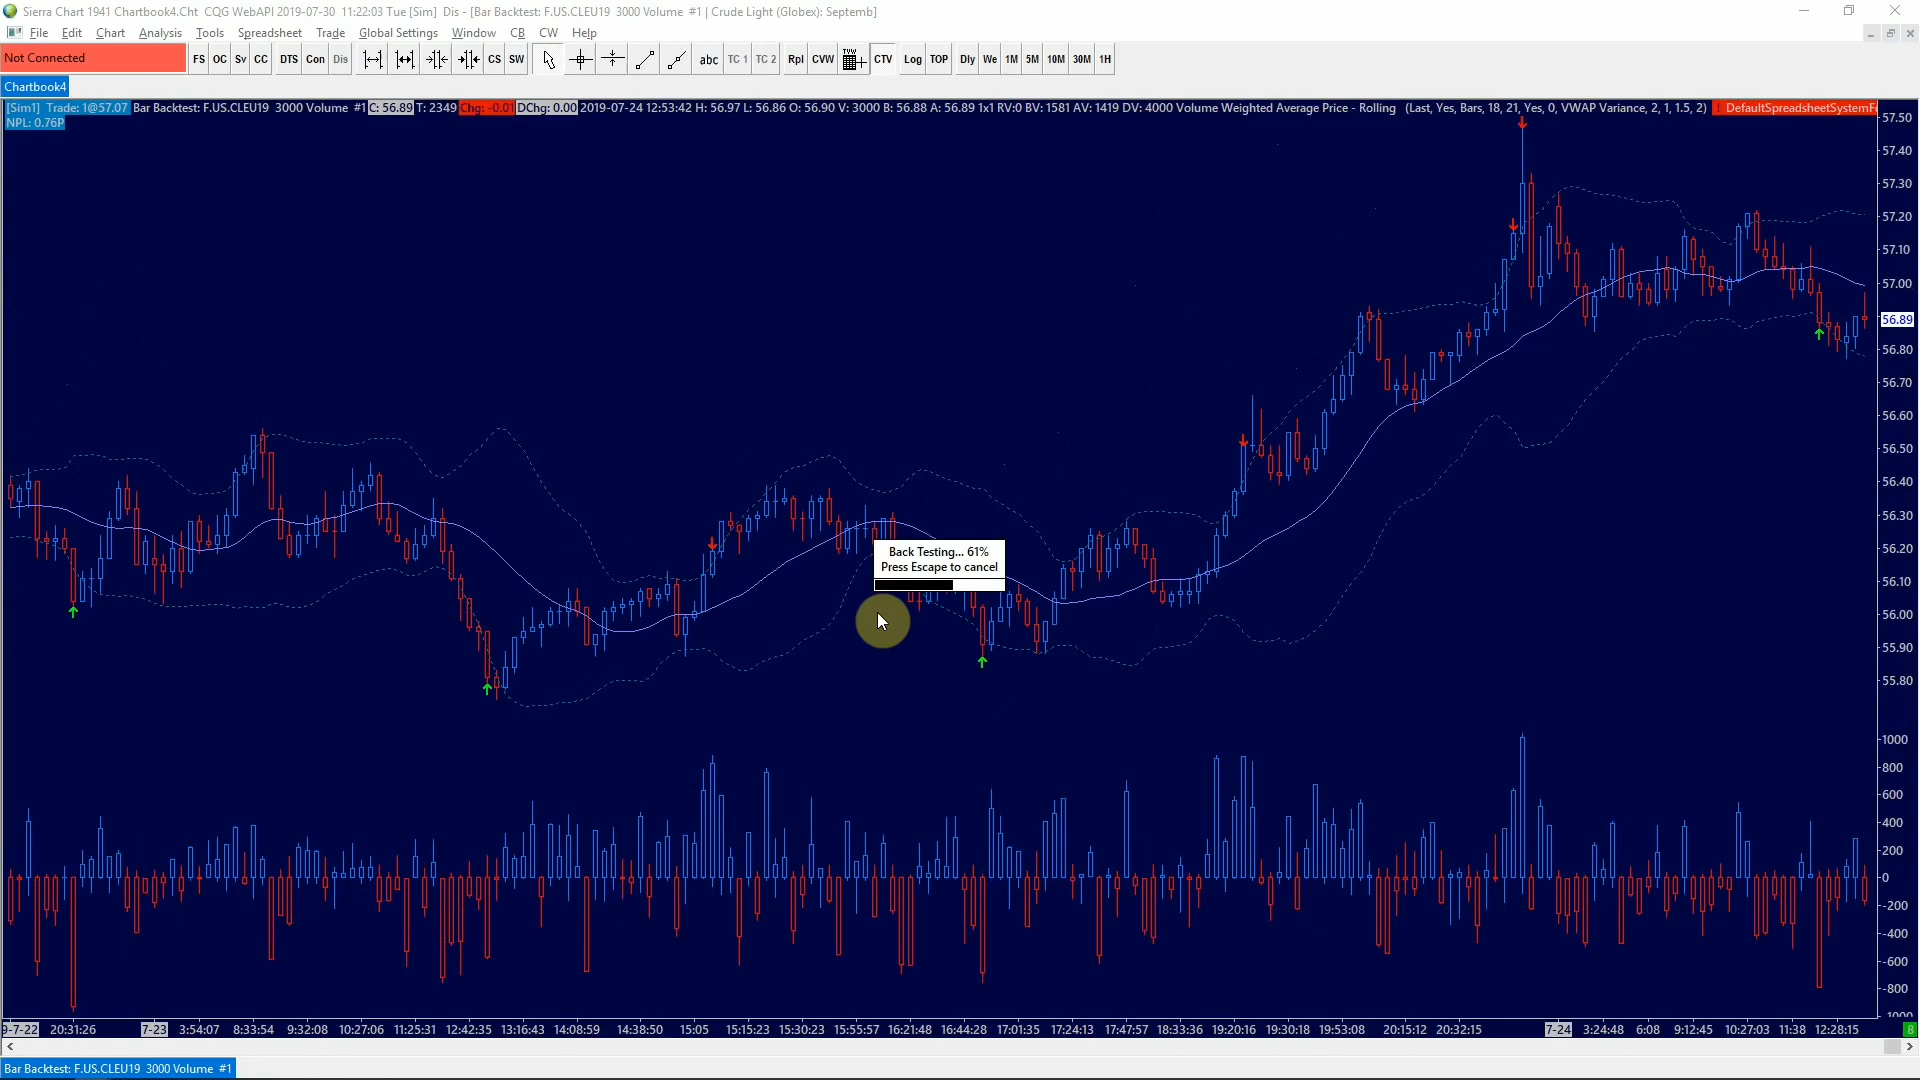 Sierra Chart 1941 Chartbook4.Cht  CQG WebAPI 2019-07-30  11:22:03 Tue [Sim]  Dis - [Bar Backtest: F.US.CLEU19  3000 Volume  #1 | Crude Light (Globex): Septemb]
File Edit Chart Analysis Tools Spreadsheet Trade Global Settings Window CB CW Help
Not Connected FS OC Sv CC DTS Con Dis CS SW abc TC 1 TC 2 Rpl CVW TVW CTV Log TOP Dly We 1M 5M 10M 30M 1H
Chartbook4
[Sim1]  Trade: 1@57.07 Bar Backtest: F.US.CLEU19  3000 Volume  #1 C: 56.89 T: 2349 Chg: -0.01 DChg: 0.00 2019-07-24 12:53:42 H: 56.97 L: 56.86 O: 56.90 V: 3000 B: 56.88 A: 56.89 1x1 RV:0 BV: 1581 AV: 1419 DV: 4000 Volume Weighted Average Price - Rolling  (Last, Yes, Bars, 18, 21, Yes, 0, VWAP Variance, 2, 1, 1.5, 2) DefaultSpreadsheetSystemF
NPL: 0.76P
57.50
57.40
57.30
57.20
57.10
57.00
56.89
56.80
56.70
56.60
56.50
56.40
56.30
56.20
56.10
56.00
55.90
55.80
Back Testing... 61%
Press Escape to cancel
1000
800
600
400
200
0
-200
-400
-600
-800
-1000
9-7-22 20:31:26 7-23 3:54:07 8:33:54 9:32:08 10:27:06 11:25:31 12:42:35 13:16:43 14:08:59 14:38:50 15:05 15:15:23 15:30:23 15:55:57 16:21:48 16:44:28 17:01:35 17:24:13 17:47:57 18:33:36 19:20:16 19:30:18 19:53:08 20:15:12 20:32:15 7-24 3:24:48 6:08 9:12:45 10:27:03 11:38 12:28:15 8
Bar Backtest: F.US.CLEU19  3000 Volume  #1